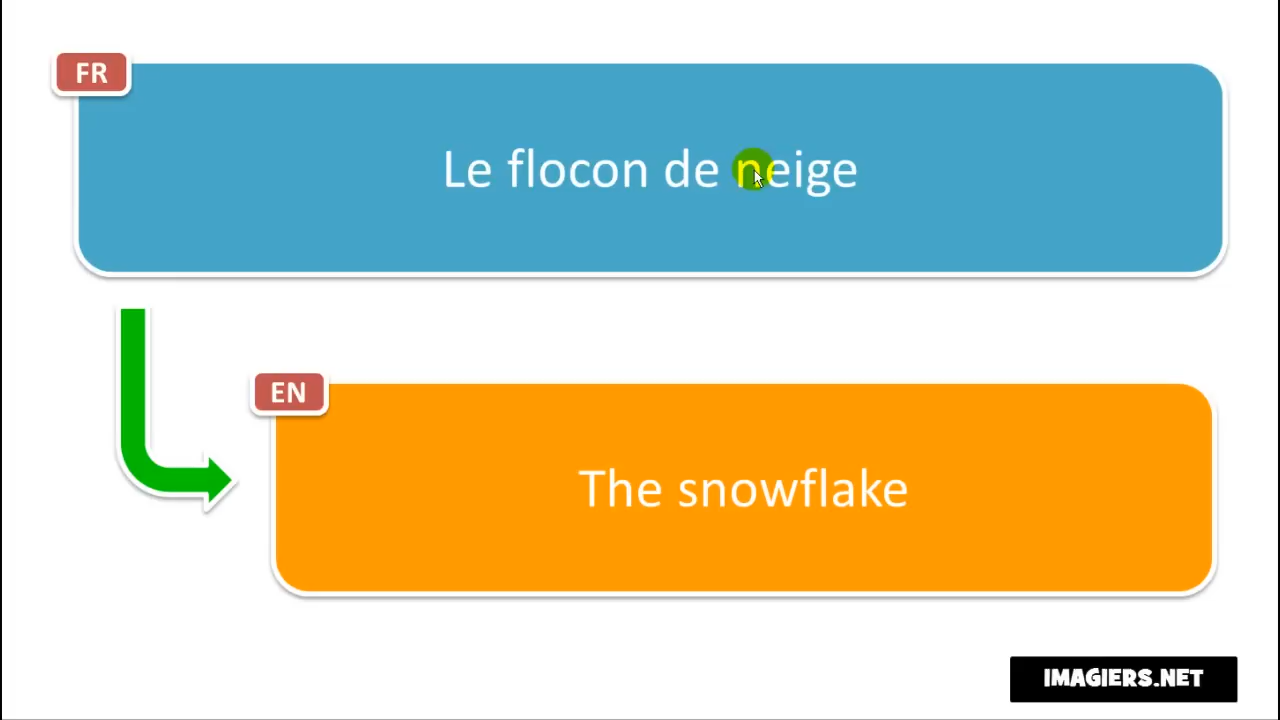 FR
Le flocon de neige
EN
The snowflake
IMAGIERS.NET